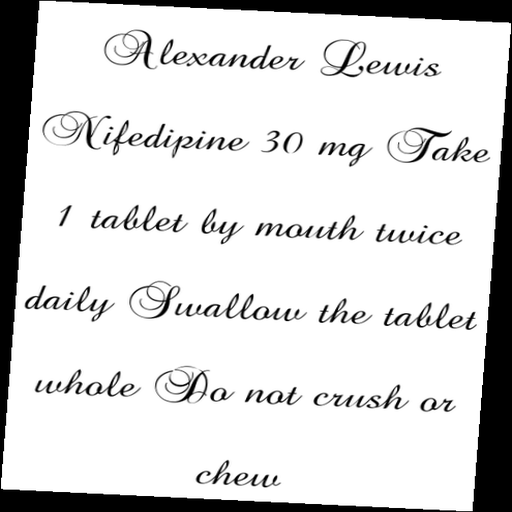 Alexander Lewis
Nifedipine 30 mg Take
1 tablet by mouth twice
daily Swallow the tablet
whole Do not crush or
chew